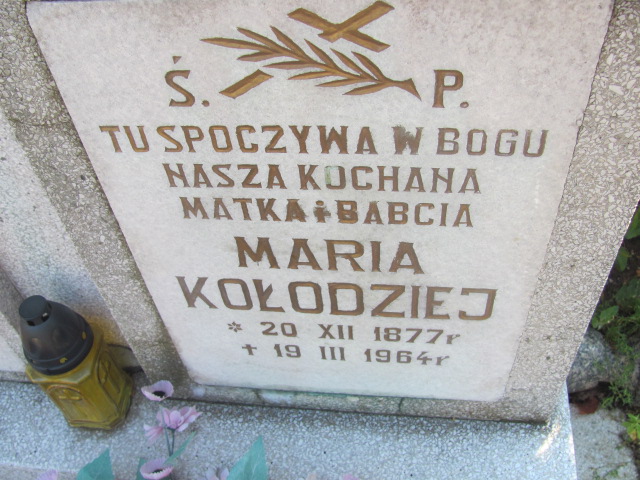 Ś. P.
TU SPOCZYWA W BOGU
NASZA KOCHANA
MATKA i BABCIA
MARIA
KOŁODZIEJ
* 20 XII 1877 r
+ 19 III 1964 r